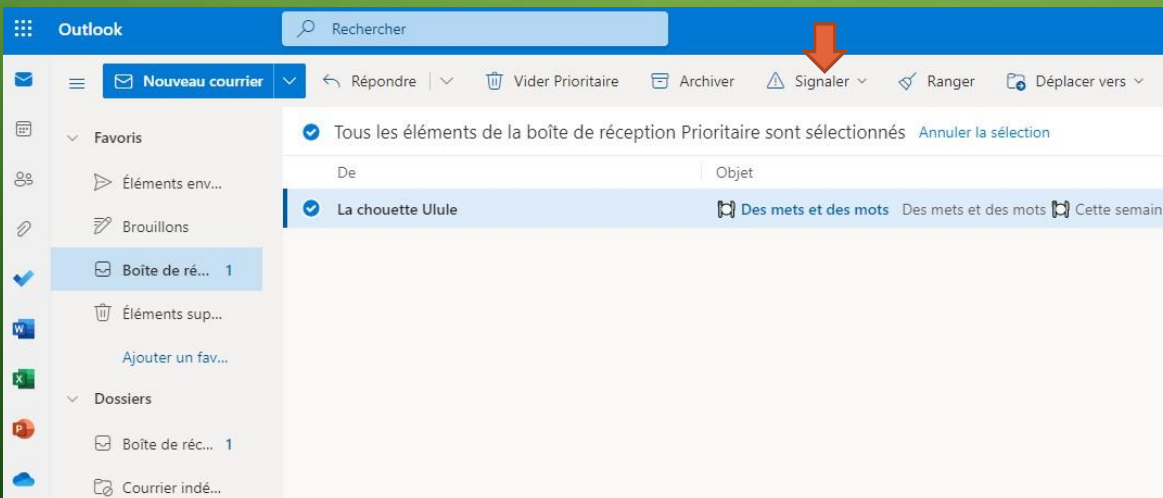 Outlook
Rechercher
Nouveau courrier
Répondre
Vider Prioritaire
Archiver
Signaler
Ranger
Déplacer vers
Favoris
Tous les éléments de la boîte de réception Prioritaire sont sélectionnés Annuler la sélection
De
Objet
Éléments env...
La chouette Ulule
Des mets et des mots Des mets et des mots Cette semain
Brouillons
Boîte de ré... 1
Éléments sup...
Ajouter un fav...
Dossiers
Boîte de réc... 1
Courrier indé...